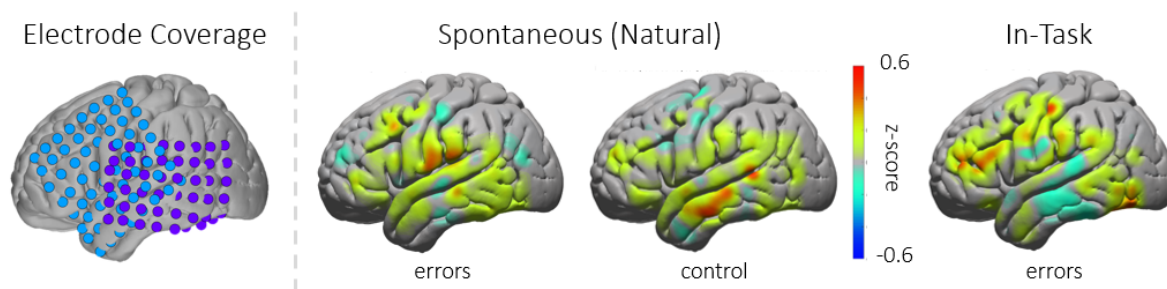 Electrode Coverage
Spontaneous (Natural)
In-Task
0.6
z-score
-0.6
errors
control
errors